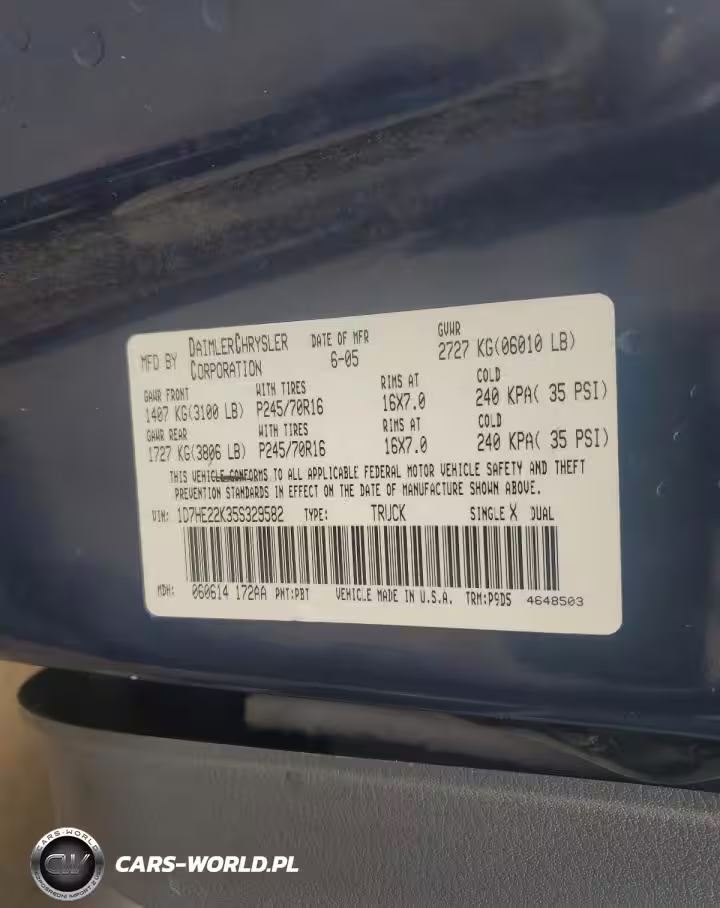 MFD BY DAIMLERCHRYSLER CORPORATION DATE OF MFR 6-05 GVWR 2727 KG(06010 LB)
GAWR FRONT WITH TIRES RIMS AT COLD
1407 KG(3100 LB) P245/70R16 16X7.0 240 KPA( 35 PSI)
GAWR REAR WITH TIRES RIMS AT COLD
1727 KG(3806 LB) P245/70R16 16X7.0 240 KPA( 35 PSI)
THIS VEHICLE CONFORMS TO ALL APPLICABLE FEDERAL MOTOR VEHICLE SAFETY AND THEFT
PREVENTION STANDARDS IN EFFECT ON THE DATE OF MANUFACTURE SHOWN ABOVE.
VIN: 1D7HE22K35S329582 TYPE: TRUCK SINGLE X DUAL
MDH: 060614 172AA PNT:PBT VEHICLE MADE IN U.S.A. TRM:P9D5 4648503
CARS-WORLD
CW
CARS-WORLD.PL